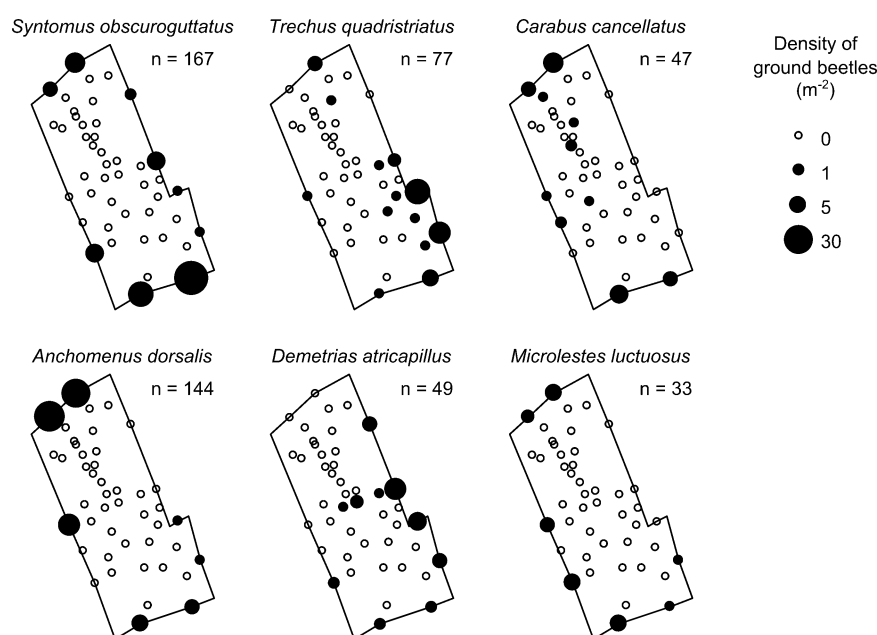 Syntomus obscuroguttatus
n = 167
Trechus quadristriatus
n = 77
Carabus cancellatus
n = 47
Density of
ground beetles
(m-2)
0
1
5
30
Anchomenus dorsalis
n = 144
Demetrias atricapillus
n = 49
Microlestes luctuosus
n = 33